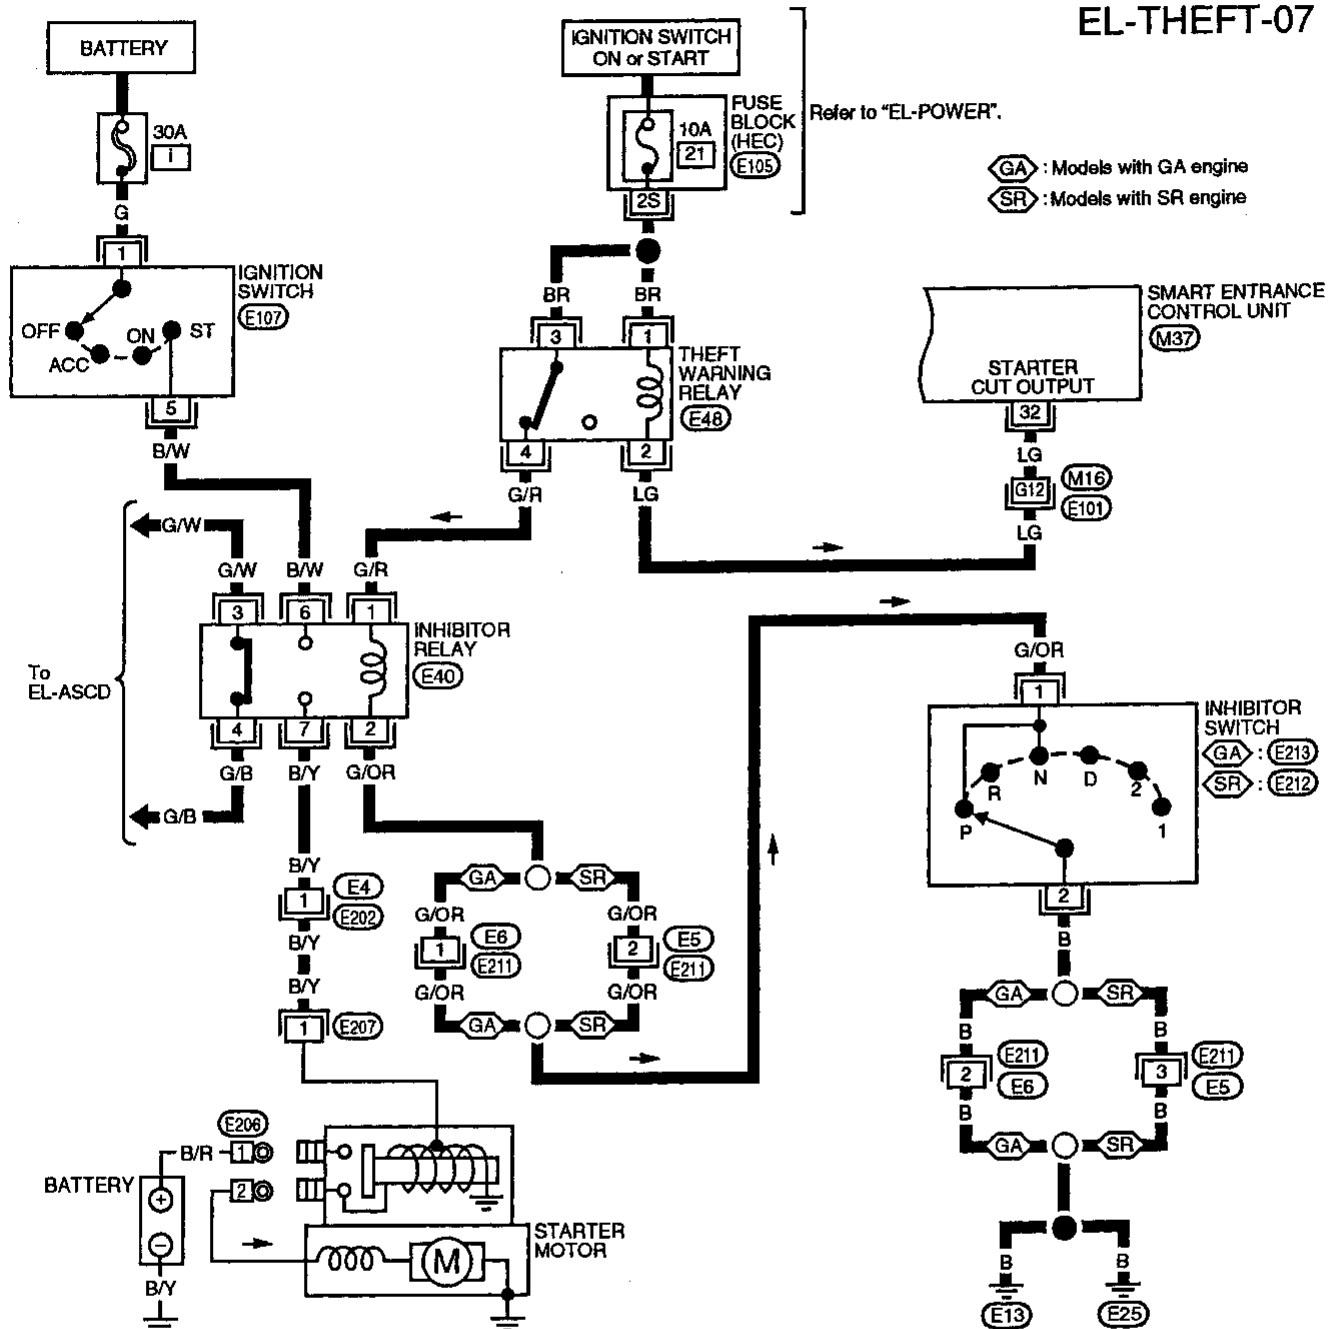 EL-THEFT-07
BATTERY
30A
i
G
1
IGNITION
SWITCH
E107
OFF
ACC
ON
ST
5
B/W
IGNITION SWITCH
ON or START
FUSE
BLOCK
(HEC)
E105
10A
21
2S
Refer to "EL-POWER".
GA : Models with GA engine
SR : Models with SR engine
BR
BR
3
1
THEFT
WARNING
RELAY
E48
4
2
G/R
LG
SMART ENTRANCE
CONTROL UNIT
M37
STARTER
CUT OUTPUT
32
LG
G12
M16
E101
LG
To
EL-ASCD
G/W
G/W
B/W
G/R
3
6
1
INHIBITOR
RELAY
E40
4
7
2
G/B
B/Y
G/OR
G/B
B/Y
1
E4
E202
B/Y
B/Y
1
E207
GA
SR
G/OR
G/OR
1
E6
E211
2
E5
E211
G/OR
G/OR
GA
SR
G/OR
1
INHIBITOR
SWITCH
GA : E213
SR : E212
P
R
N
D
2
1
2
B
GA
SR
B
B
2
E211
E6
3
E211
E5
B
B
GA
SR
B
B
E13
E25
BATTERY
+
−
B/Y
B/R
E206
1
2
M
STARTER
MOTOR